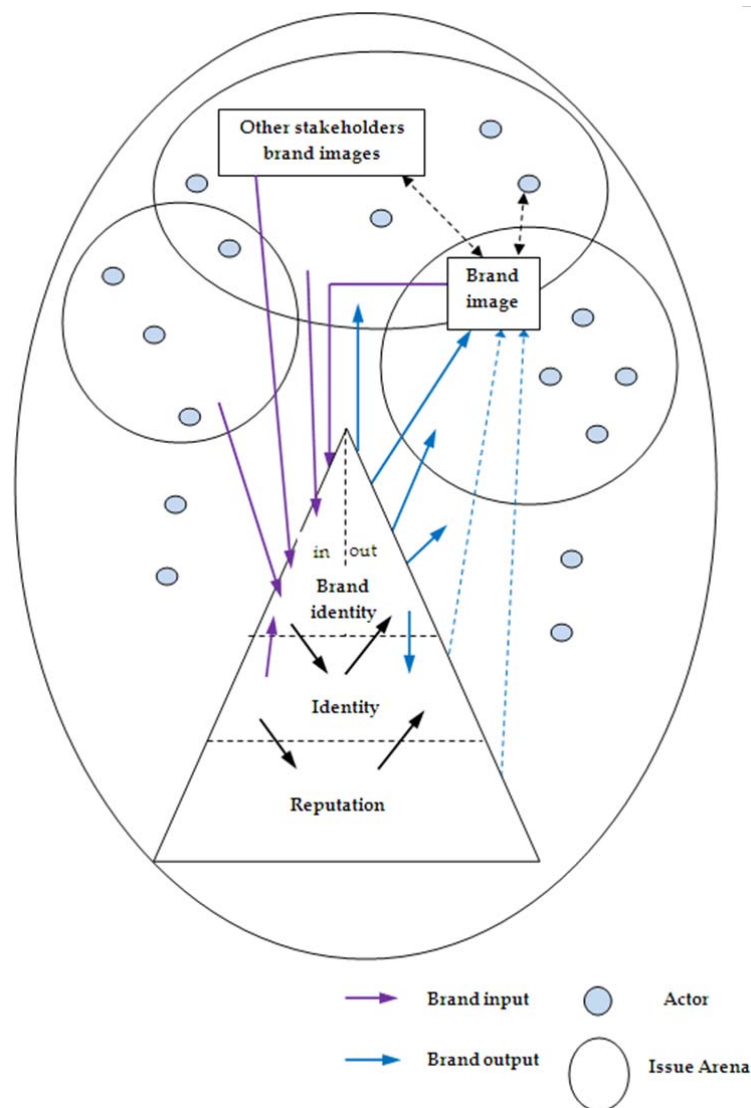 Other stakeholders
brand images
Brand
image
in out
Brand
identity
Identity
Reputation
Brand input
Actor
Brand output
Issue Arena